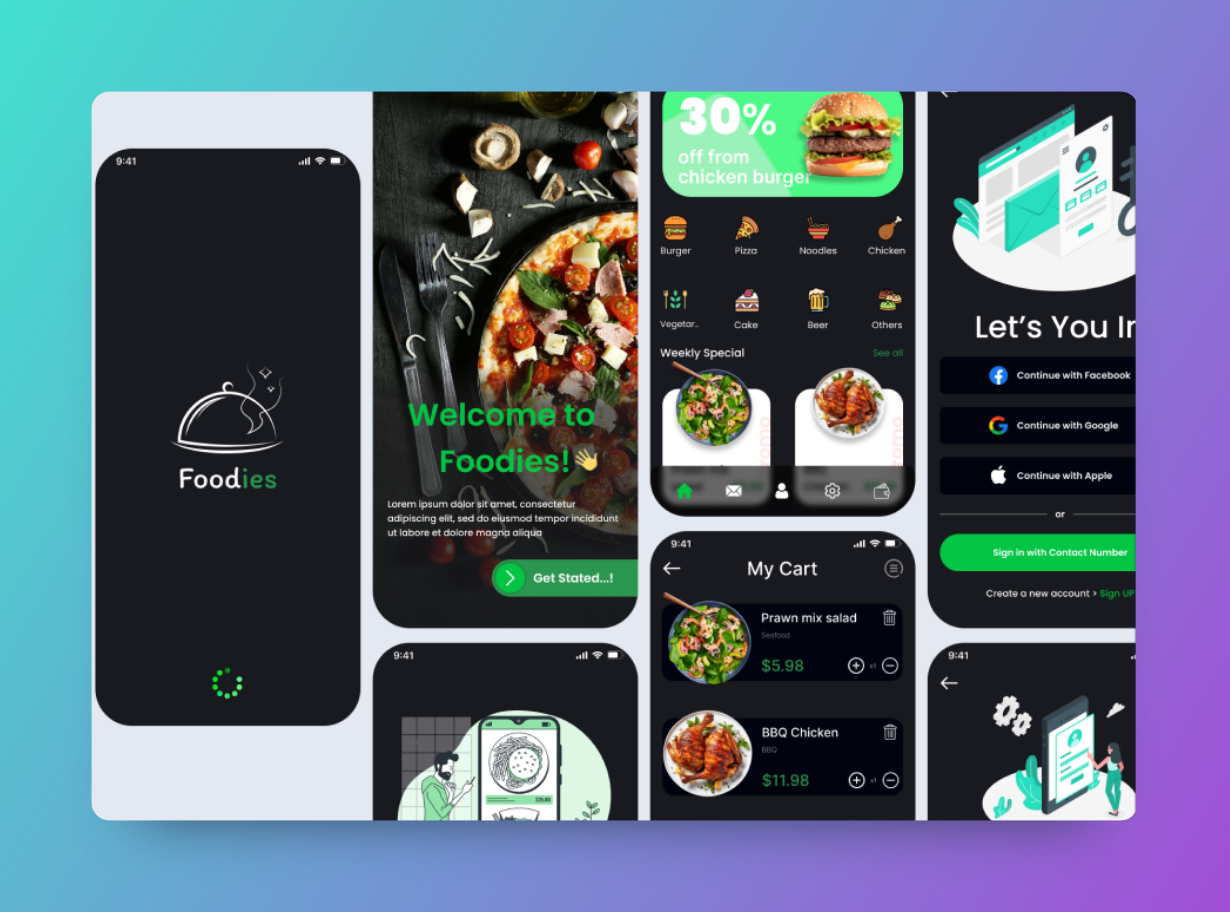 9:41
Foodies
Welcome to
Foodies!👋
Lorem ipsum dolor sit amet, consectetur
adipiscing elit, sed do eiusmod tempor incididunt
ut labore et dolore magna aliqua
Get Stated...!
9:41
$25.00
30%
off from
chicken burger
Burger
Pizza
Noodles
Chicken
Vegetar..
Cake
Beer
Others
Weekly Special
See all
9:41
My Cart
Prawn mix salad
Seafood
$5.98
x1
BBQ Chicken
BBQ
$11.98
x1
Let's You In
Continue with Facebook
Continue with Google
Continue with Apple
or
Sign in with Contact Number
Create a new account > Sign UP
9:41